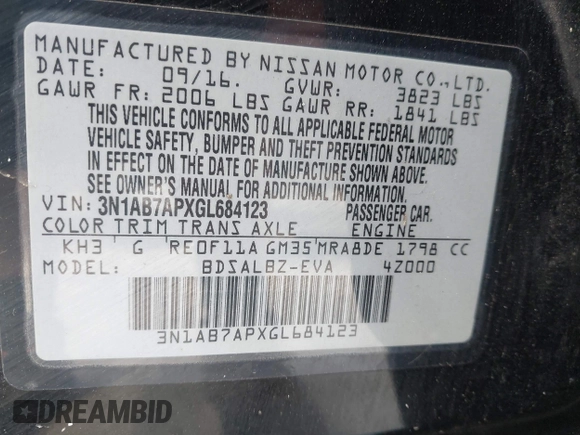 MANUFACTURED BY NISSAN MOTOR CO., LTD.
DATE: 09/16. GVWR: 3823 LBS
GAWR FR: 2006 LBS GAWR RR: 1841 LBS
THIS VEHICLE CONFORMS TO ALL APPLICABLE FEDERAL MOTOR
VEHICLE SAFETY, BUMPER AND THEFT PREVENTION STANDARDS
IN EFFECT ON THE DATE OF MANUFACTURE SHOWN ABOVE.
SEE OWNER'S MANUAL FOR ADDITIONAL INFORMATION.
VIN: 3N1AB7APXGL684123 PASSENGER CAR.
COLOR TRIM TRANS AXLE ENGINE
KH3 G RE0F11A GM35 MRA8DE 1798 CC
MODEL: BDSALBZ-EVA 4Z000
3N1AB7APXGL684123
DREAMBID